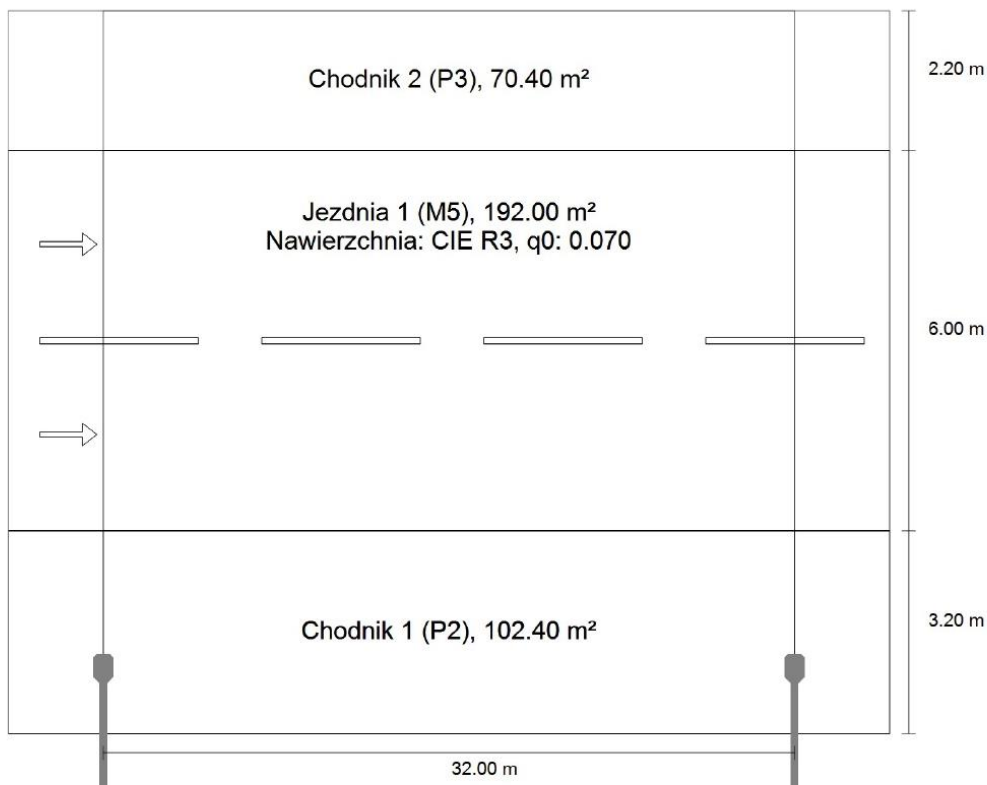 Chodnik 2 (P3), 70.40 m²
2.20 m
Jezdnia 1 (M5), 192.00 m²
Nawierzchnia: CIE R3, q0: 0.070
6.00 m
Chodnik 1 (P2), 102.40 m²
3.20 m
32.00 m